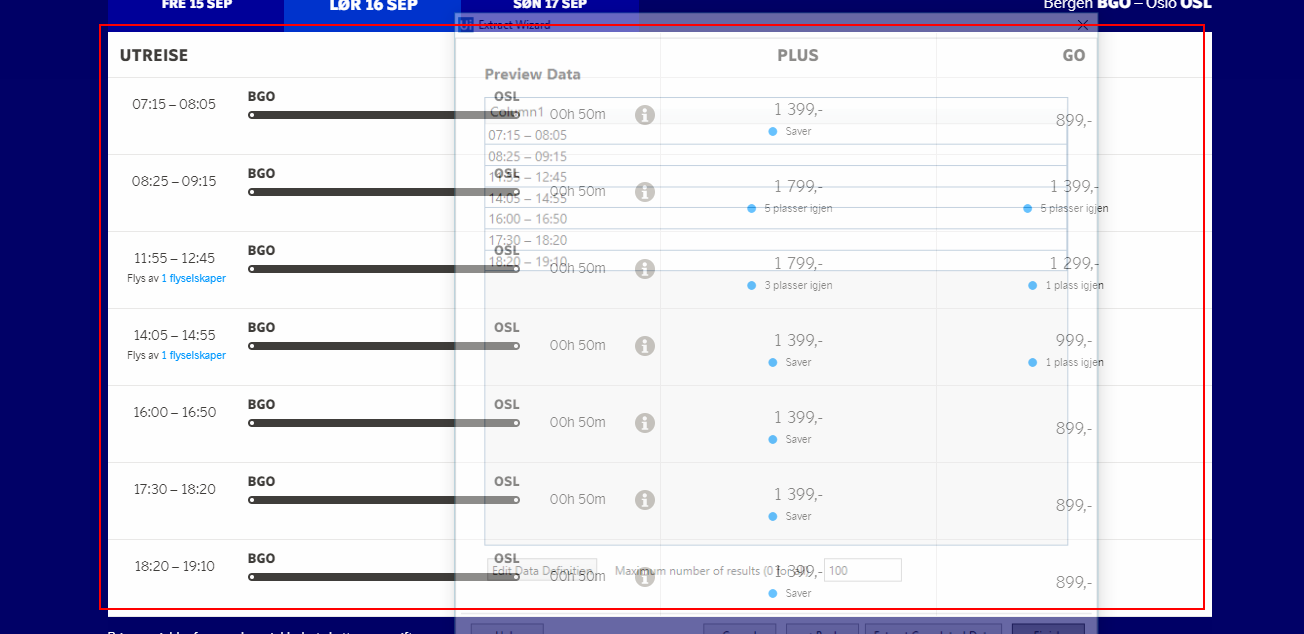 FRE 15 SEP LØR 16 SEP SØN 17 SEP Bergen BGO – Oslo OSL
Extract Wizard
UTREISE PLUS GO
Preview Data
Column1
07:15 – 08:05
08:25 – 09:15
11:55 – 12:45
14:05 – 14:55
16:00 – 16:50
17:30 – 18:20
18:20 – 19:10
07:15 – 08:05 BGO OSL 00h 50m 1 399,- 899,-
Saver
08:25 – 09:15 BGO OSL 00h 50m 1 799,- 1 399,-
5 plasser igjen 5 plasser igjen
11:55 – 12:45 BGO OSL 00h 50m 1 799,- 1 299,-
Flys av 1 flyselskaper 3 plasser igjen 1 plass igjen
14:05 – 14:55 BGO OSL 00h 50m 1 399,- 999,-
Flys av 1 flyselskaper Saver 1 plass igjen
16:00 – 16:50 BGO OSL 00h 50m 1 399,- 899,-
Saver
17:30 – 18:20 BGO OSL 00h 50m 1 399,- 899,-
Saver
18:20 – 19:10 BGO OSL 00h 50m 1 399,- 899,-
Saver
Edit Data Definition Maximum number of results (0 for all) 100